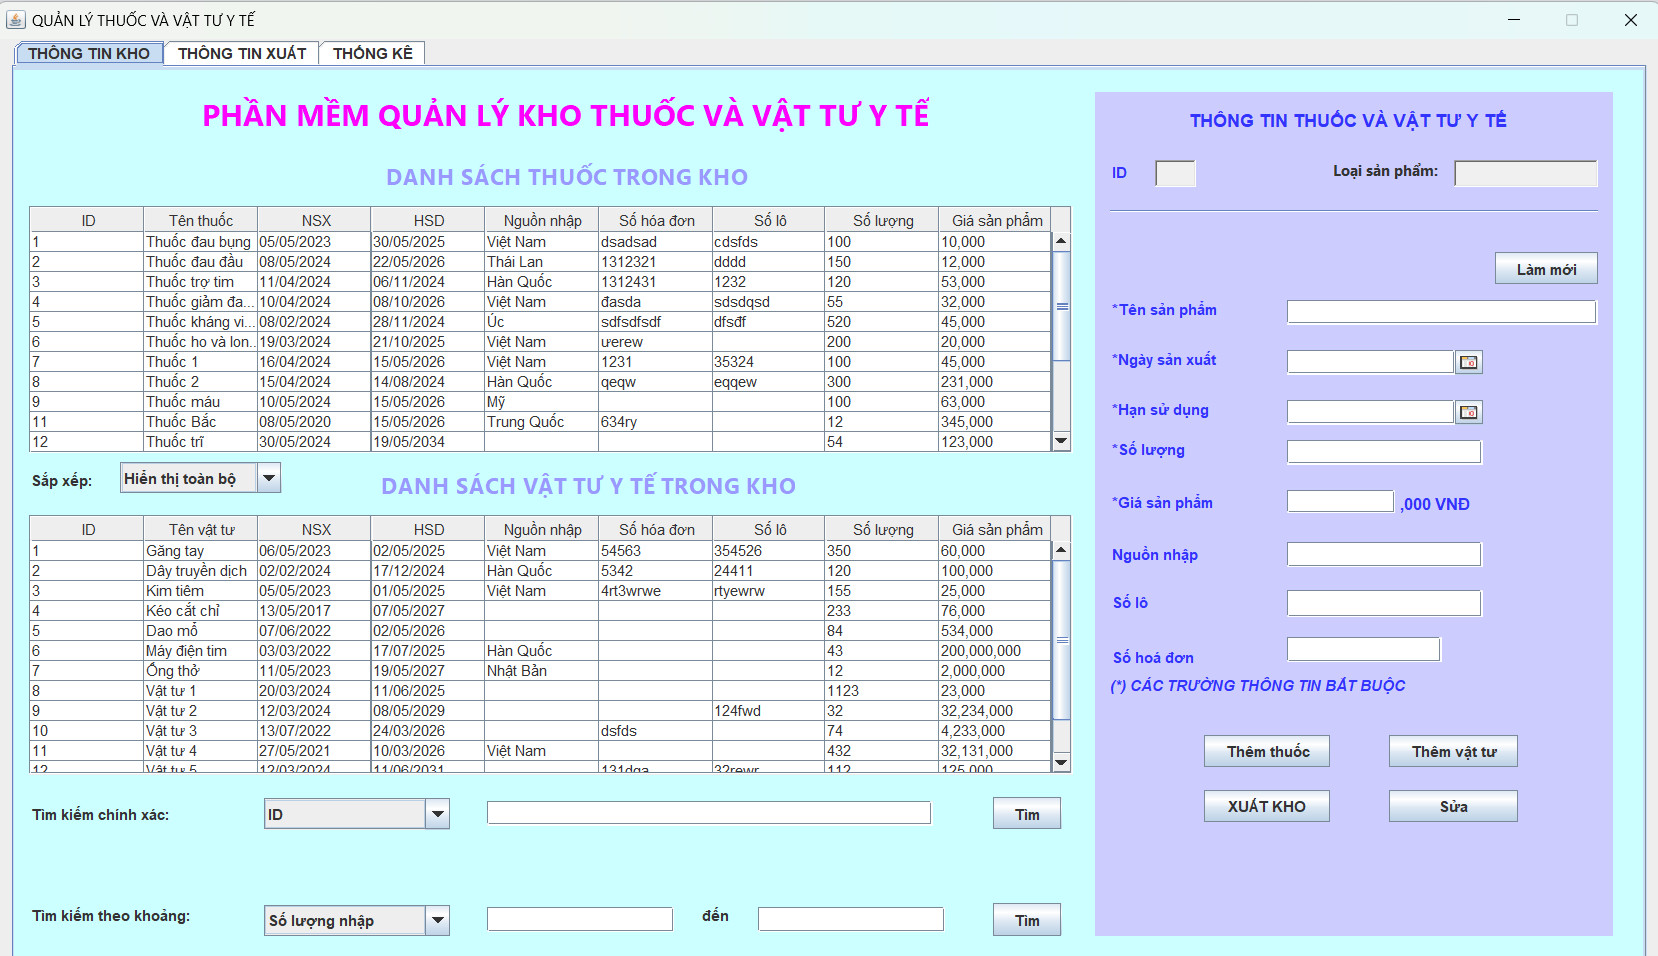 QUẢN LÝ THUỐC VÀ VẬT TƯ Y TẾ
THÔNG TIN KHO THÔNG TIN XUẤT THỐNG KÊ
PHẦN MỀM QUẢN LÝ KHO THUỐC VÀ VẬT TƯ Y TẾ
DANH SÁCH THUỐC TRONG KHO
ID Tên thuốc NSX HSD Nguồn nhập Số hóa đơn Số lô Số lượng Giá sản phẩm
1 Thuốc đau bụng 05/05/2023 30/05/2025 Việt Nam dsadsad cdsfds 100 10,000
2 Thuốc đau đầu 08/05/2024 22/05/2026 Thái Lan 1312321 dddd 150 12,000
3 Thuốc trợ tim 11/04/2024 06/11/2024 Hàn Quốc 1312431 1232 120 53,000
4 Thuốc giảm đa... 10/04/2024 08/10/2026 Việt Nam đasda sdsdqsd 55 32,000
5 Thuốc kháng vi... 08/02/2024 28/11/2024 Úc sdfsdfsdf dfsđf 520 45,000
6 Thuốc ho và lon... 19/03/2024 21/10/2025 Việt Nam ưerew 200 20,000
7 Thuốc 1 16/04/2024 15/05/2026 Việt Nam 1231 35324 100 45,000
8 Thuốc 2 15/04/2024 14/08/2024 Hàn Quốc qeqw eqqew 300 231,000
9 Thuốc máu 10/05/2024 15/05/2026 Mỹ 100 63,000
11 Thuốc Bắc 08/05/2020 15/05/2026 Trung Quốc 634ry 12 345,000
12 Thuốc trĩ 30/05/2024 19/05/2034 54 123,000
Sắp xếp: Hiển thị toàn bộ
DANH SÁCH VẬT TƯ Y TẾ TRONG KHO
ID Tên vật tư NSX HSD Nguồn nhập Số hóa đơn Số lô Số lượng Giá sản phẩm
1 Găng tay 06/05/2023 02/05/2025 Việt Nam 54563 354526 350 60,000
2 Dây truyền dịch 02/02/2024 17/12/2024 Hàn Quốc 5342 24411 120 100,000
3 Kim tiêm 05/05/2023 01/05/2025 Việt Nam 4rt3wrwe rtyewrw 155 25,000
4 Kéo cắt chỉ 13/05/2017 07/05/2027 233 76,000
5 Dao mổ 07/06/2022 02/05/2026 84 534,000
6 Máy điện tim 03/03/2022 17/07/2025 Hàn Quốc 43 200,000,000
7 Ống thở 11/05/2023 19/05/2027 Nhật Bản 12 2,000,000
8 Vật tư 1 20/03/2024 11/06/2025 1123 23,000
9 Vật tư 2 12/03/2024 08/05/2029 124fwd 32 32,234,000
10 Vật tư 3 13/07/2022 24/03/2026 dsfds 74 4,233,000
11 Vật tư 4 27/05/2021 10/03/2026 Việt Nam 432 32,131,000
12 Vật tư 5 12/03/2024 11/06/2031 32rewr 112 125,000
Tìm kiếm chính xác: ID Tìm
Tìm kiếm theo khoảng: Số lượng nhập đến Tìm
THÔNG TIN THUỐC VÀ VẬT TƯ Y TẾ
ID Loại sản phẩm:
Làm mới
*Tên sản phẩm
*Ngày sản xuất
*Hạn sử dụng
*Số lượng
*Giá sản phẩm ,000 VNĐ
Nguồn nhập
Số lô
Số hoá đơn
(*) CÁC TRƯỜNG THÔNG TIN BẮT BUỘC
Thêm thuốc Thêm vật tư
XUẤT KHO Sửa